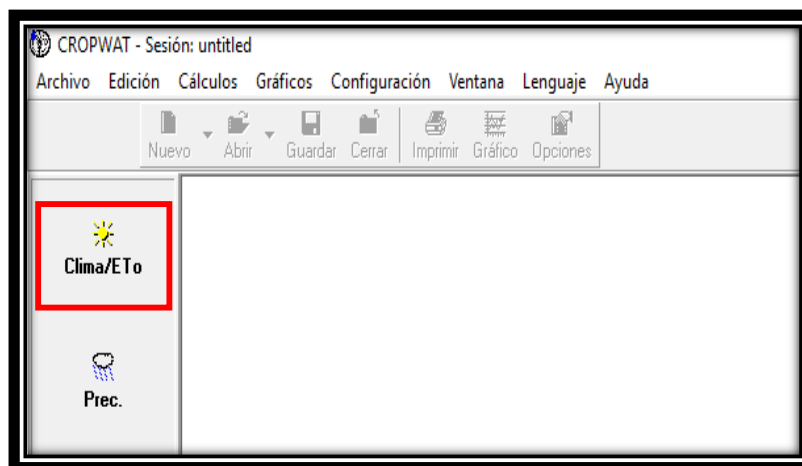 CROPWAT - Sesión: untitled
Archivo Edición Cálculos Gráficos Configuración Ventana Lenguaje Ayuda
Nuevo Abrir Guardar Cerrar Imprimir Gráfico Opciones
Clima/ETo
Prec.